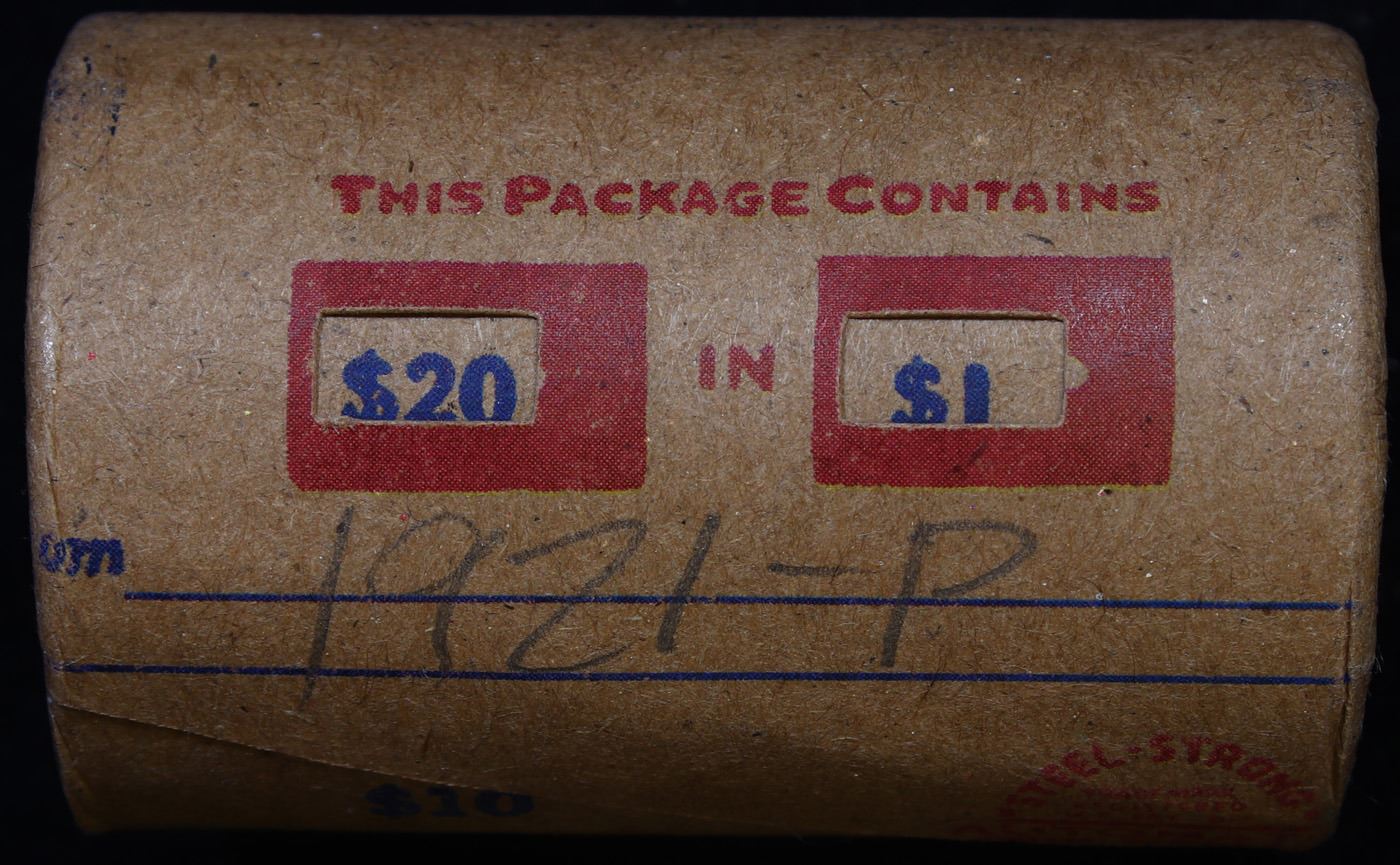 THIS PACKAGE CONTAINS
$20 IN $1
1921-P
$10
STEEL-STRONG